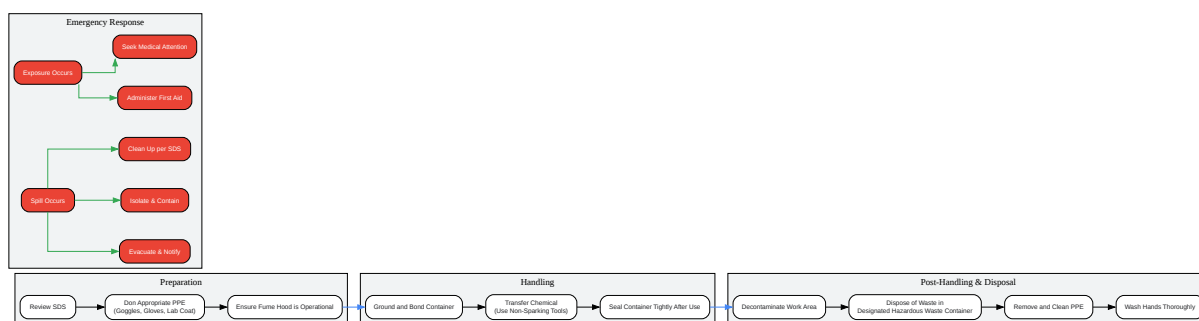 Emergency Response
Seek Medical Attention
Exposure Occurs
Administer First Aid
Clean Up per SDS
Spill Occurs
Isolate & Contain
Evacuate & Notify
Preparation
Review SDS
Don Appropriate PPE
(Goggles, Gloves, Lab Coat)
Ensure Fume Hood is Operational
Handling
Ground and Bond Container
Transfer Chemical
(Use Non-Sparking Tools)
Seal Container Tightly After Use
Post-Handling & Disposal
Decontaminate Work Area
Dispose of Waste in
Designated Hazardous Waste Container
Remove and Clean PPE
Wash Hands Thoroughly